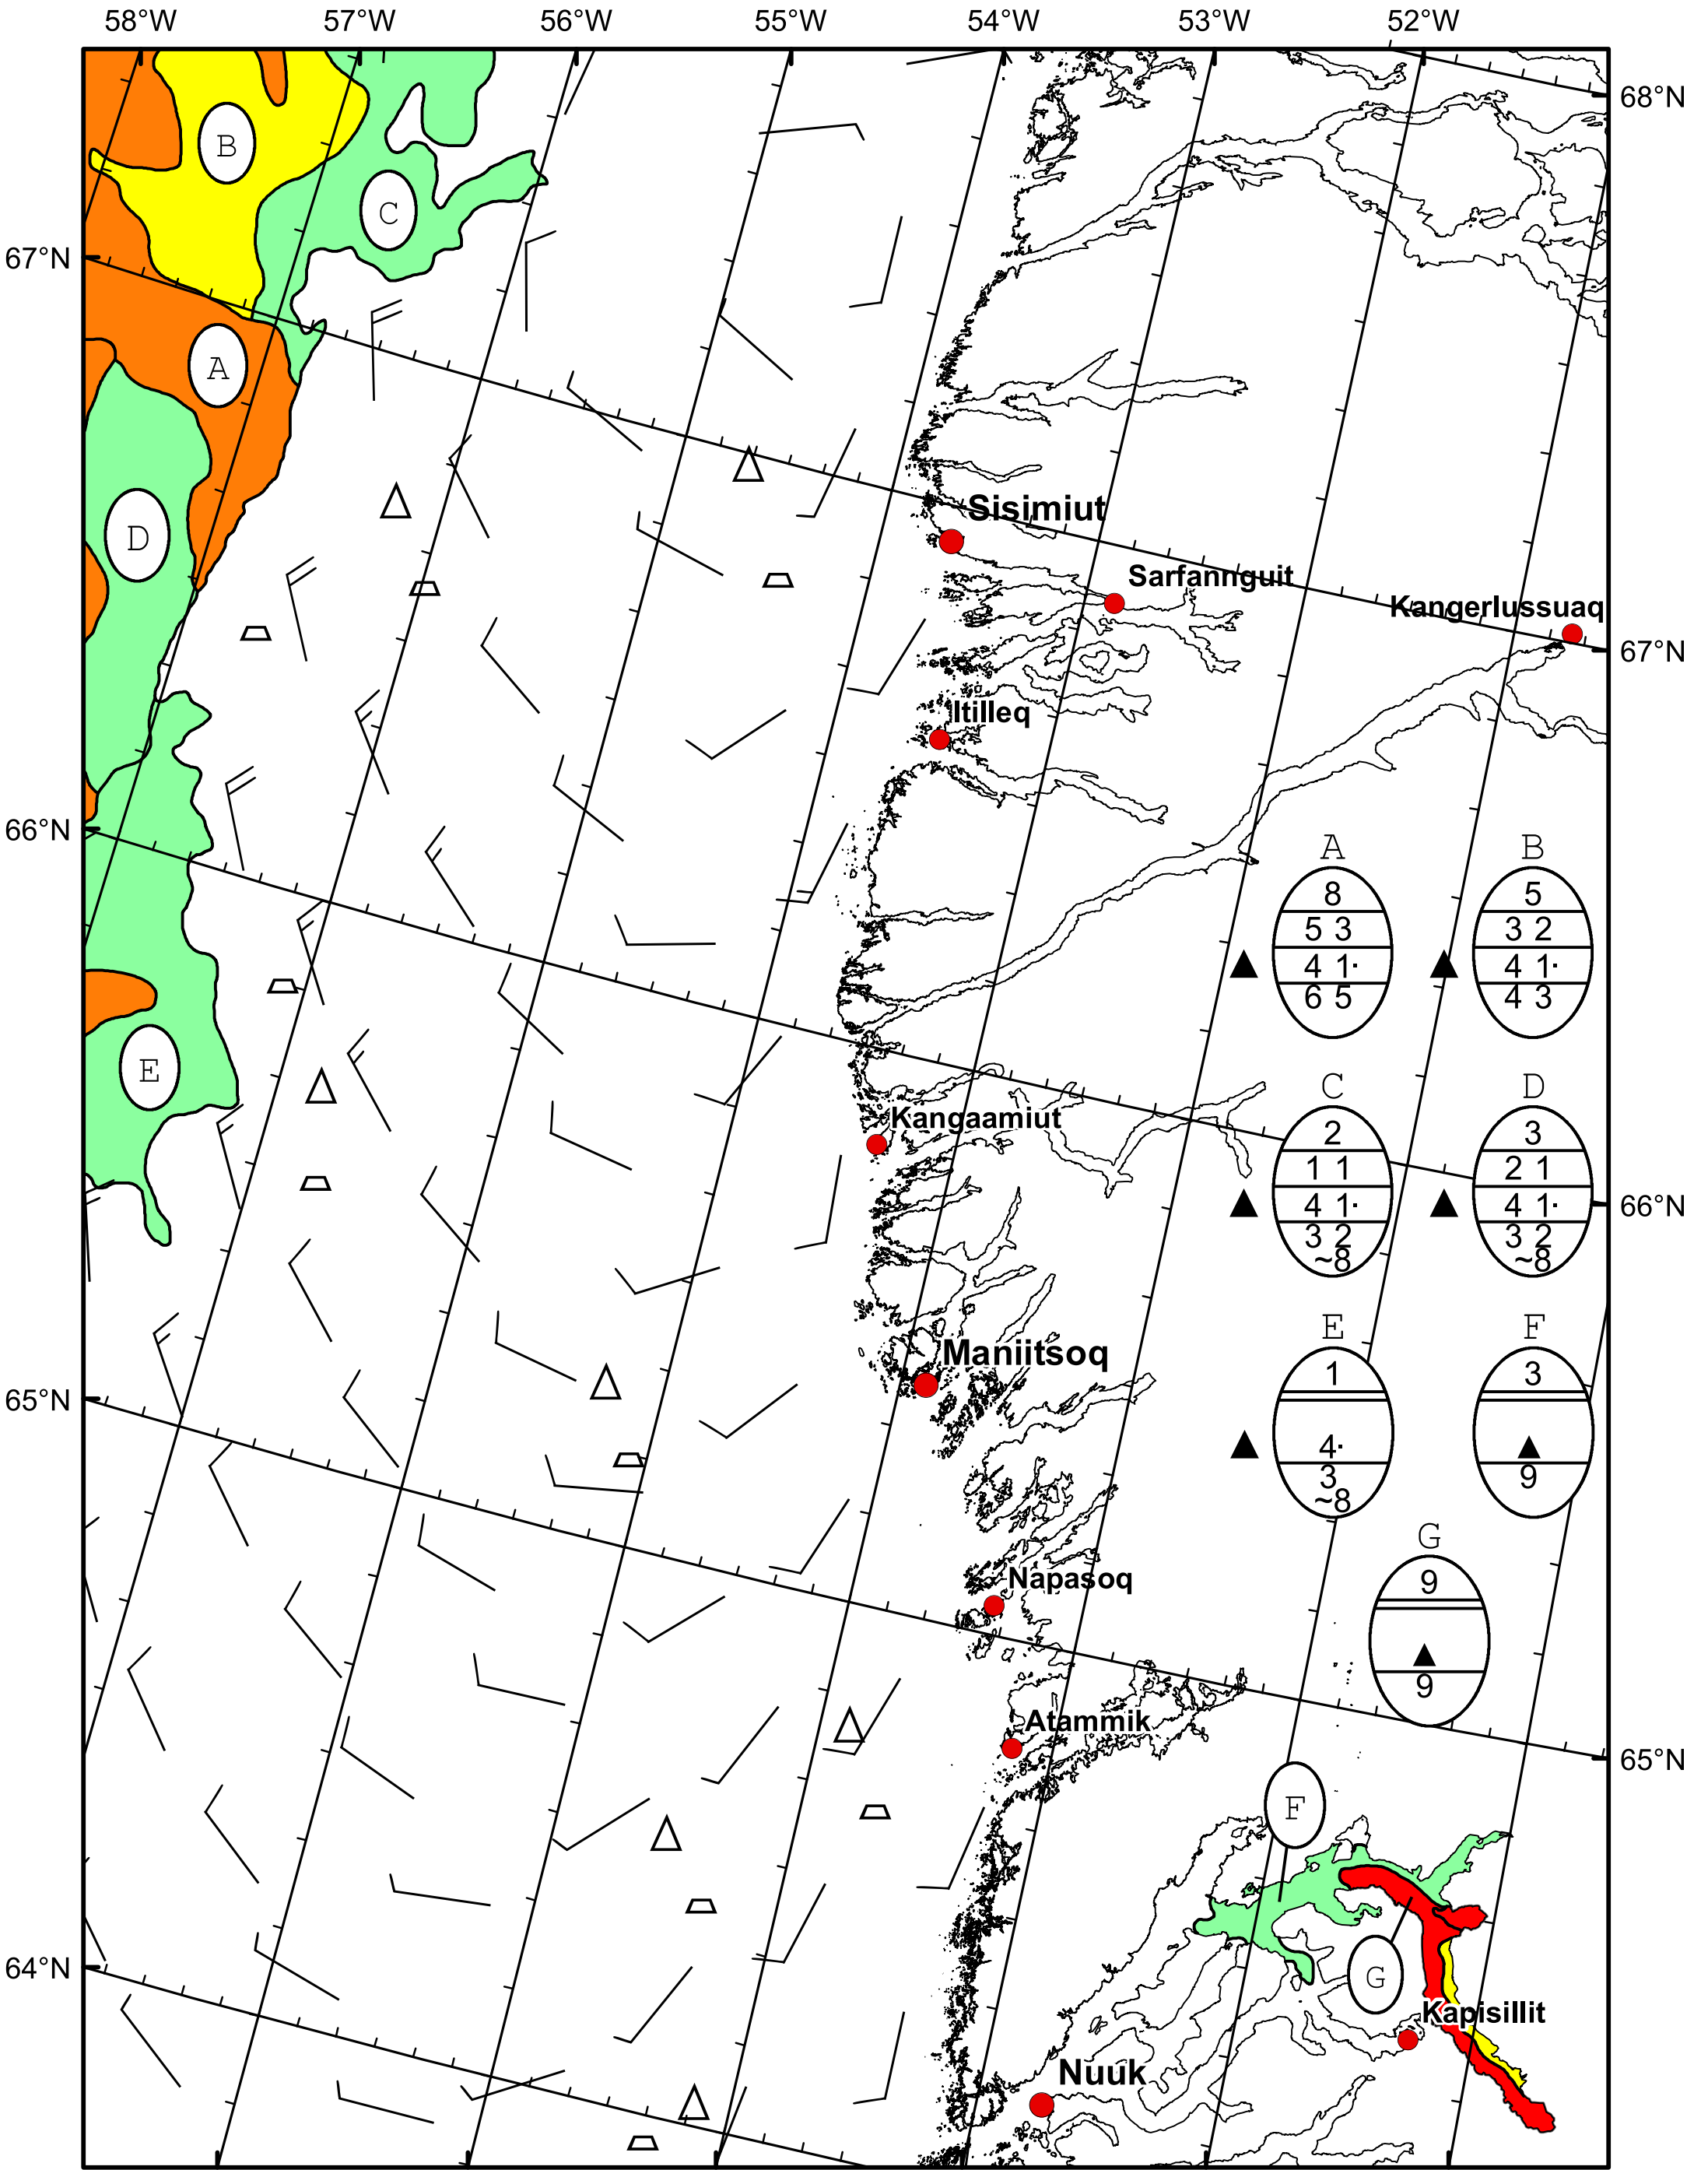 58°W 57°W 56°W 55°W 54°W 53°W 52°W
68°N
B
C
67°N
A
D
Sisimiut
Sarfannguit
Kangerlussuaq
67°N
Itilleq
66°N
A B
8 5
5 3 3 2
4 1· 4 1·
6 5 4 3
E
C D
Kangaamiut
2 3
1 1 2 1
4 1· 4 1·
66°N
3 2 3 2
~8 ~8
E F
Maniitsoq
1 3
65°N
4·
3 9
~8
G
Napasoq
9
9
Atammik
65°N
F
64°N
G
Kapisillit
Nuuk